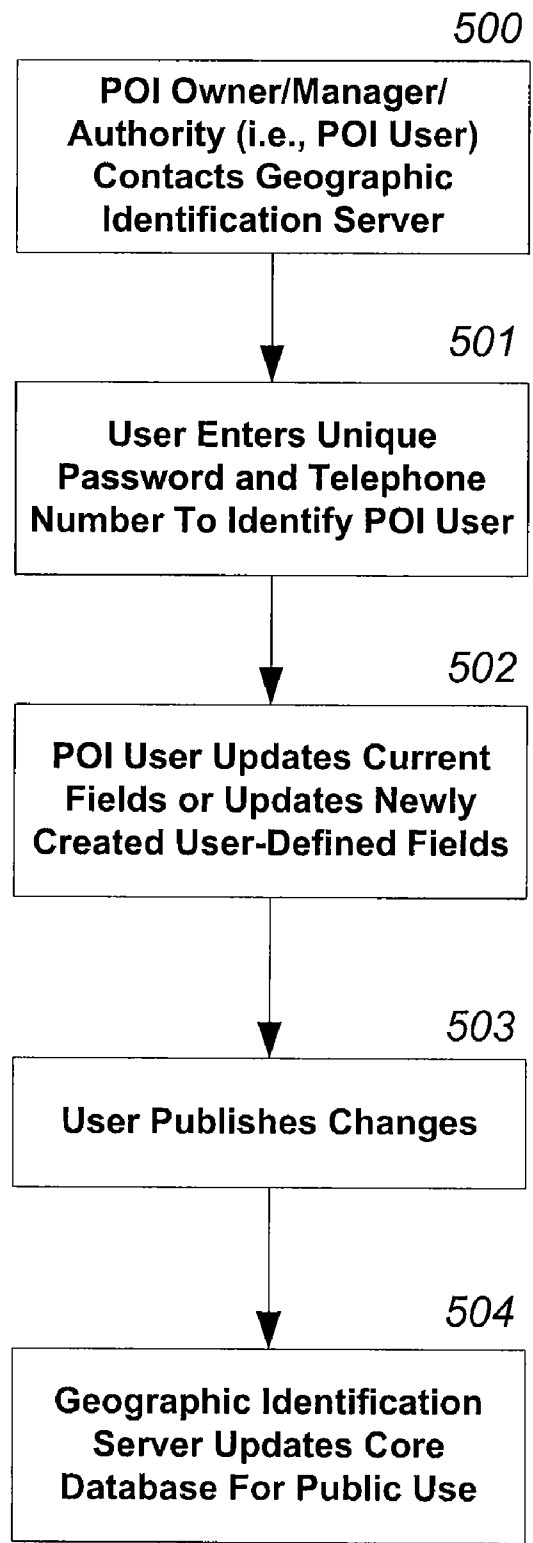 500
POI Owner/Manager/
Authority (i.e., POI User)
Contacts Geographic
Identification Server
501
User Enters Unique
Password and Telephone
Number To Identify POI User
502
POI User Updates Current
Fields or Updates Newly
Created User-Defined Fields
503
User Publishes Changes
504
Geographic Identification
Server Updates Core
Database For Public Use